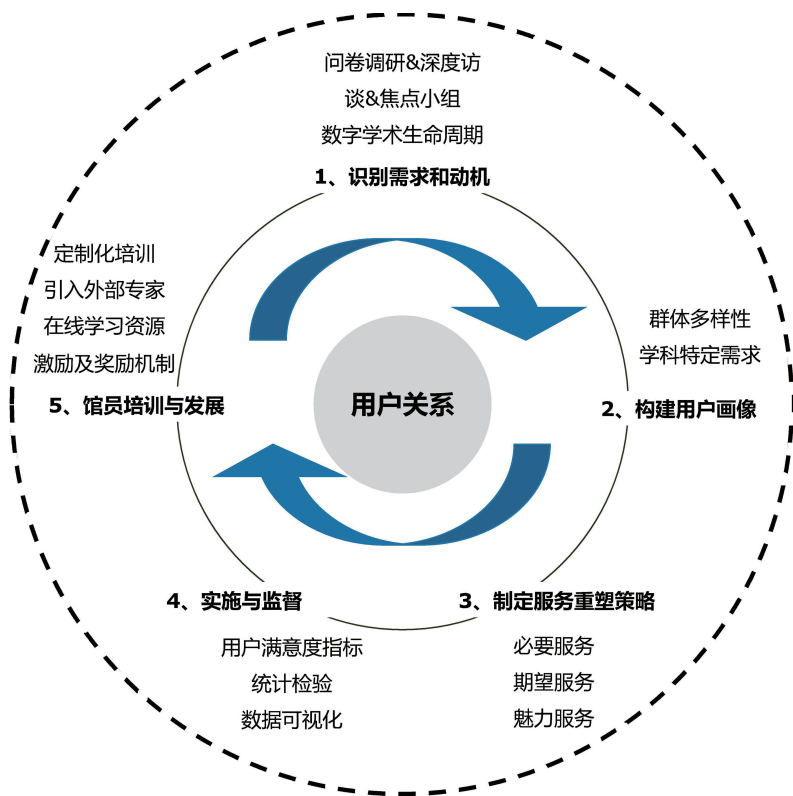 问卷调研&深度访
谈&焦点小组
数字学术生命周期
1、识别需求和动机
群体多样性
学科特定需求
2、构建用户画像
3、制定服务重塑策略
必要服务
期望服务
魅力服务
4、实施与监督
用户满意度指标
统计检验
数据可视化
定制化培训
引入外部专家
在线学习资源
激励及奖励机制
5、馆员培训与发展
用户关系